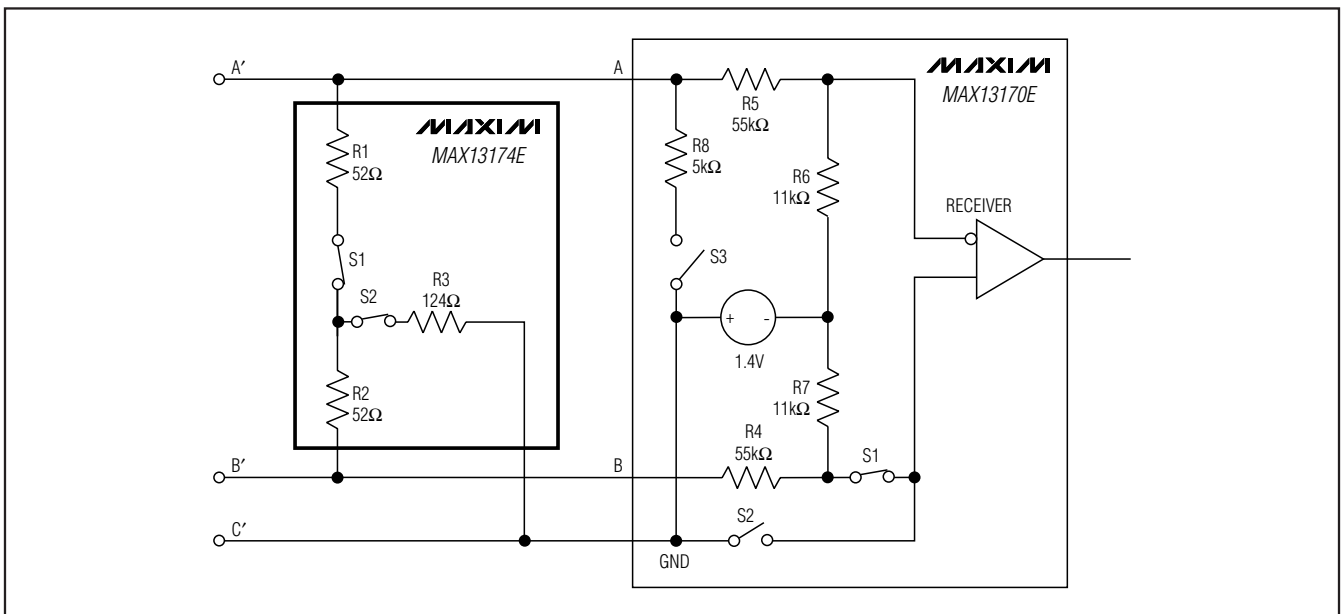 A′
A
MAXIM
MAX13170E
R5
55kΩ
MAXIM
MAX13174E
R1
52Ω
R8
5kΩ
R6
11kΩ
RECEIVER
S1
S3
R3
124Ω
S2
+ -
1.4V
R2
52Ω
R7
11kΩ
R4
55kΩ
S1
B′
B
S2
C′
GND